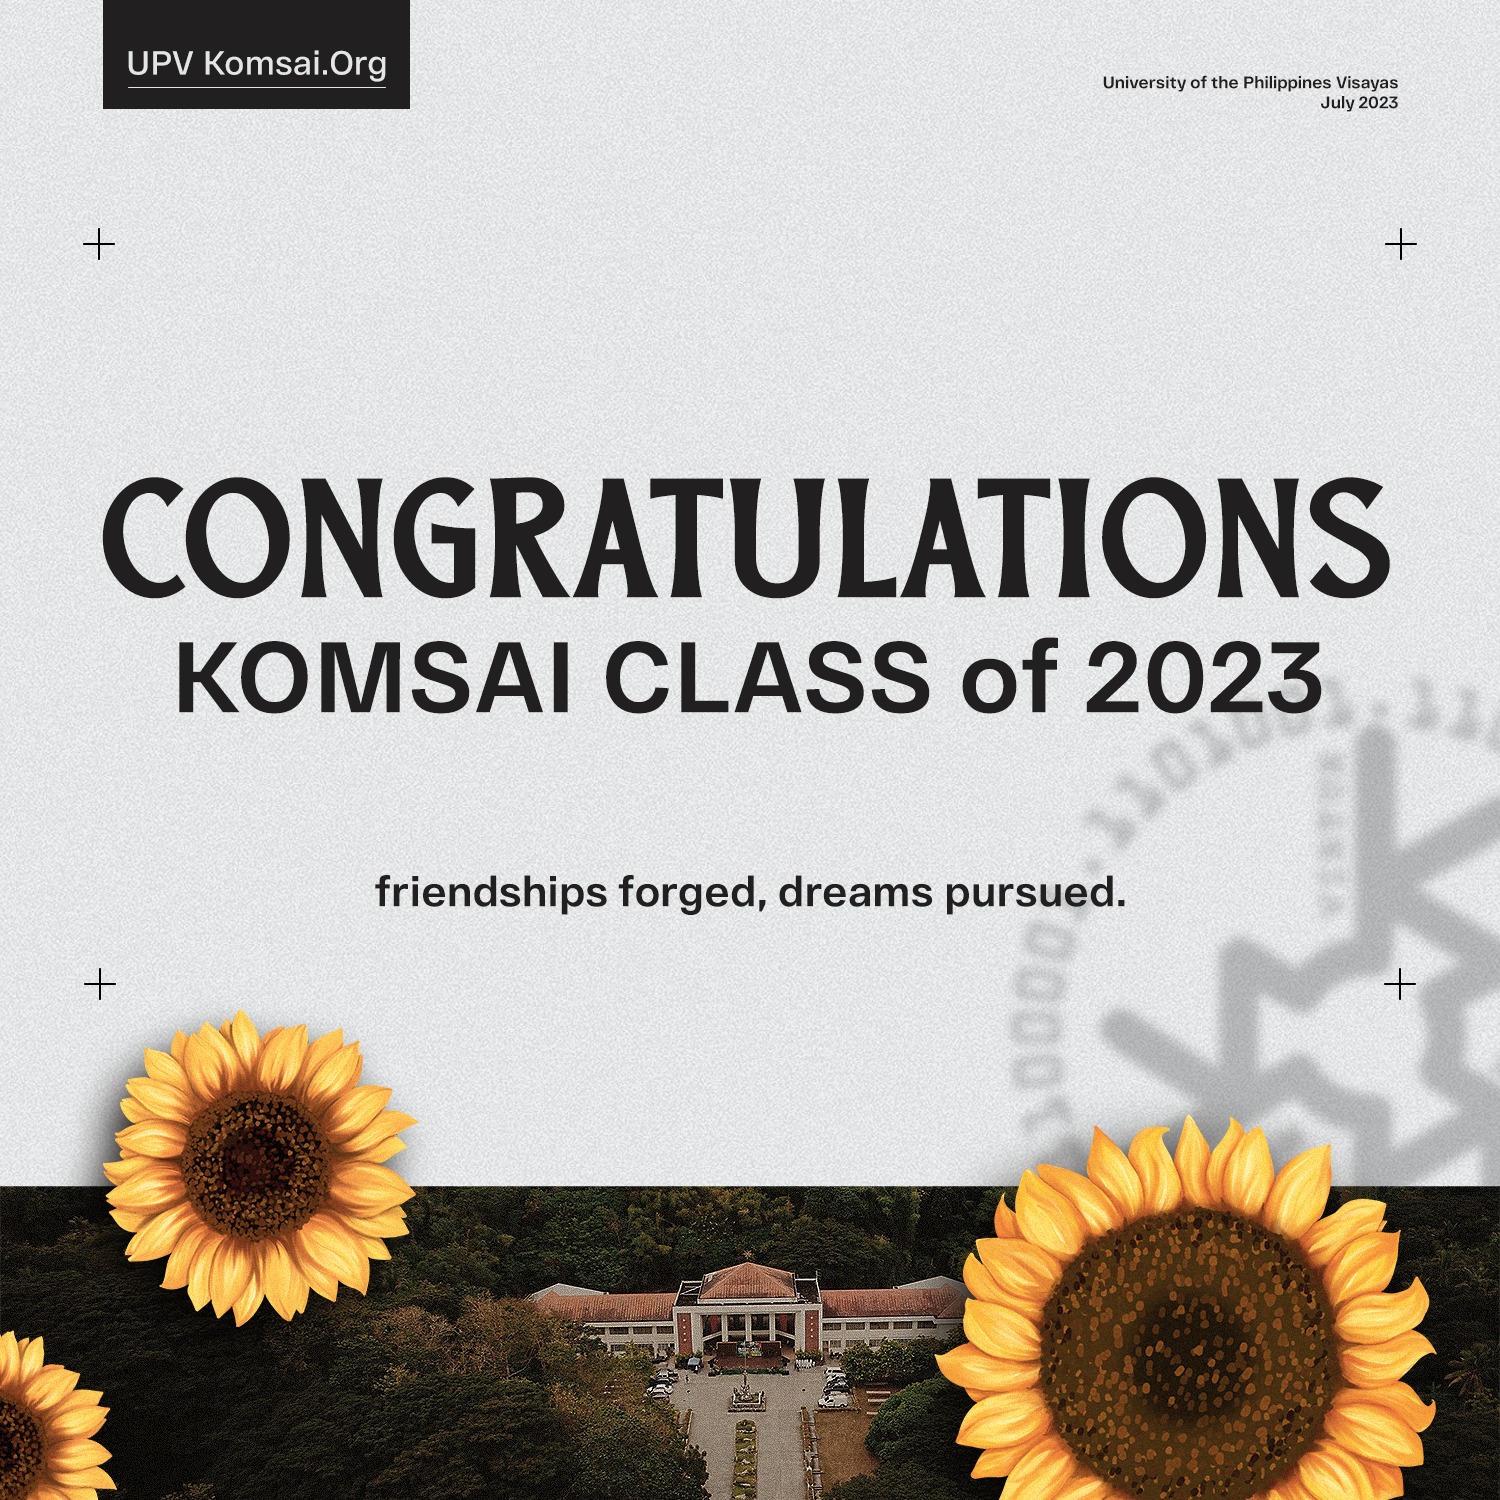 UPV Komsai.Org
University of the Philippines Visayas
July 2023
CONGRATULATIONS
KOMSAI CLASS of 2023
friendships forged, dreams pursued.